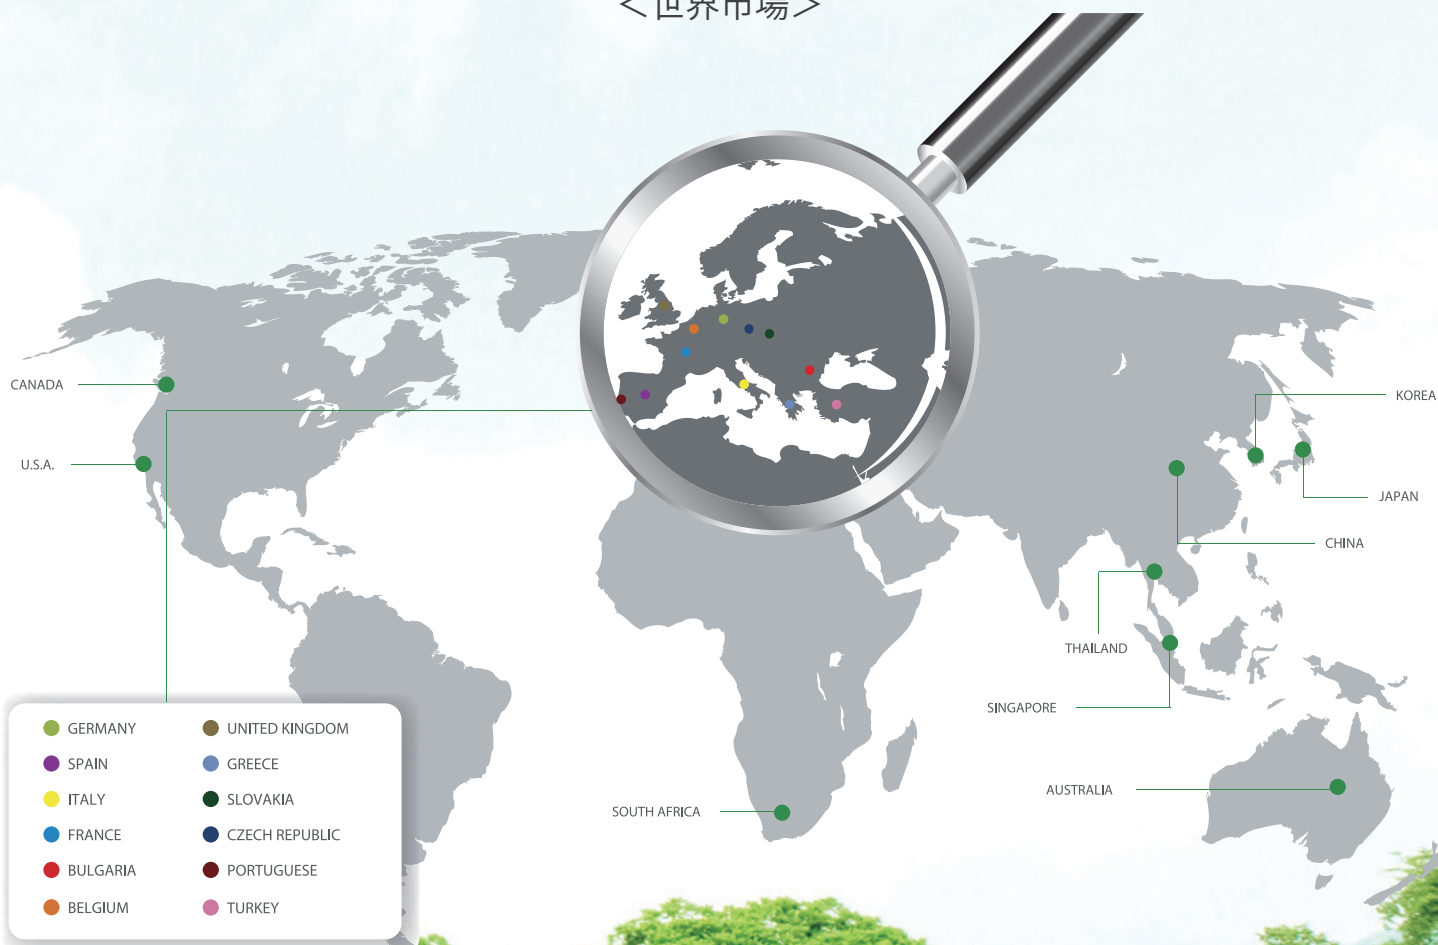 ＜世界市場＞
CANADA
KOREA
U.S.A.
JAPAN
CHINA
THAILAND
SINGAPORE
AUSTRALIA
SOUTH AFRICA
GERMANY
UNITED KINGDOM
SPAIN
GREECE
ITALY
SLOVAKIA
FRANCE
CZECH REPUBLIC
BULGARIA
PORTUGUESE
BELGIUM
TURKEY